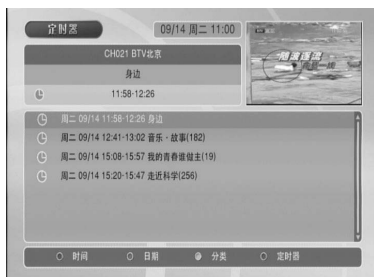 定时器
09/14 周二 11:00
CH021 BTV北京
身边
11:58-12:26
周二 09/14 11:58-12:26 身边
周二 09/14 12:41-13:02 音乐·故事(182)
周二 09/14 15:08-15:57 我的青春谁做主(19)
周二 09/14 15:20-15:47 走近科学(256)
时间 日期 分类 定时器